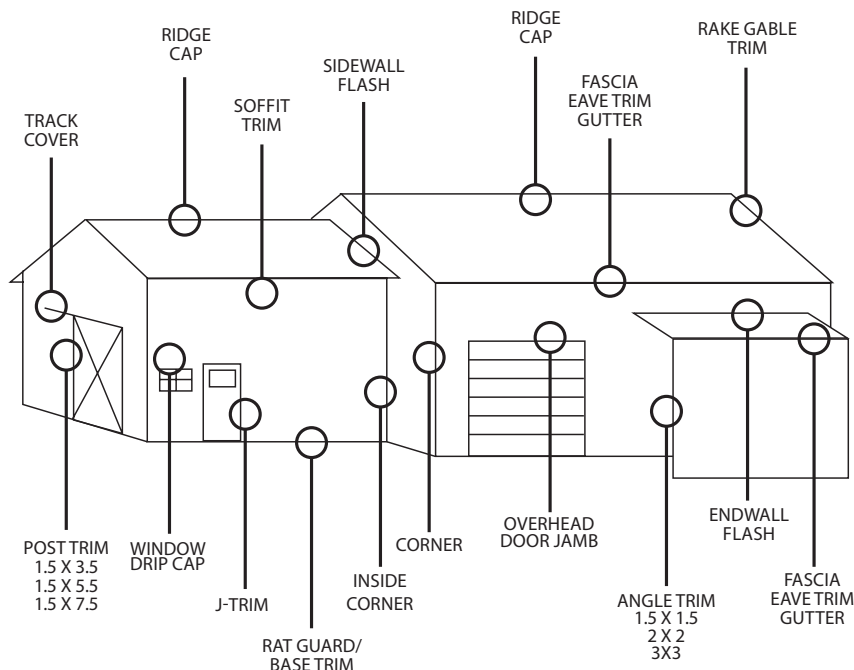 RIDGE
CAP
RIDGE
CAP
RAKE GABLE
TRIM
SIDEWALL
FLASH
FASCIA
EAVE TRIM
GUTTER
SOFFIT
TRIM
TRACK
COVER
POST TRIM
1.5 X 3.5
1.5 X 5.5
1.5 X 7.5
WINDOW
DRIP CAP
J-TRIM
RAT GUARD/
BASE TRIM
INSIDE
CORNER
CORNER
OVERHEAD
DOOR JAMB
ANGLE TRIM
1.5 X 1.5
2 X 2
3X3
ENDWALL
FLASH
FASCIA
EAVE TRIM
GUTTER